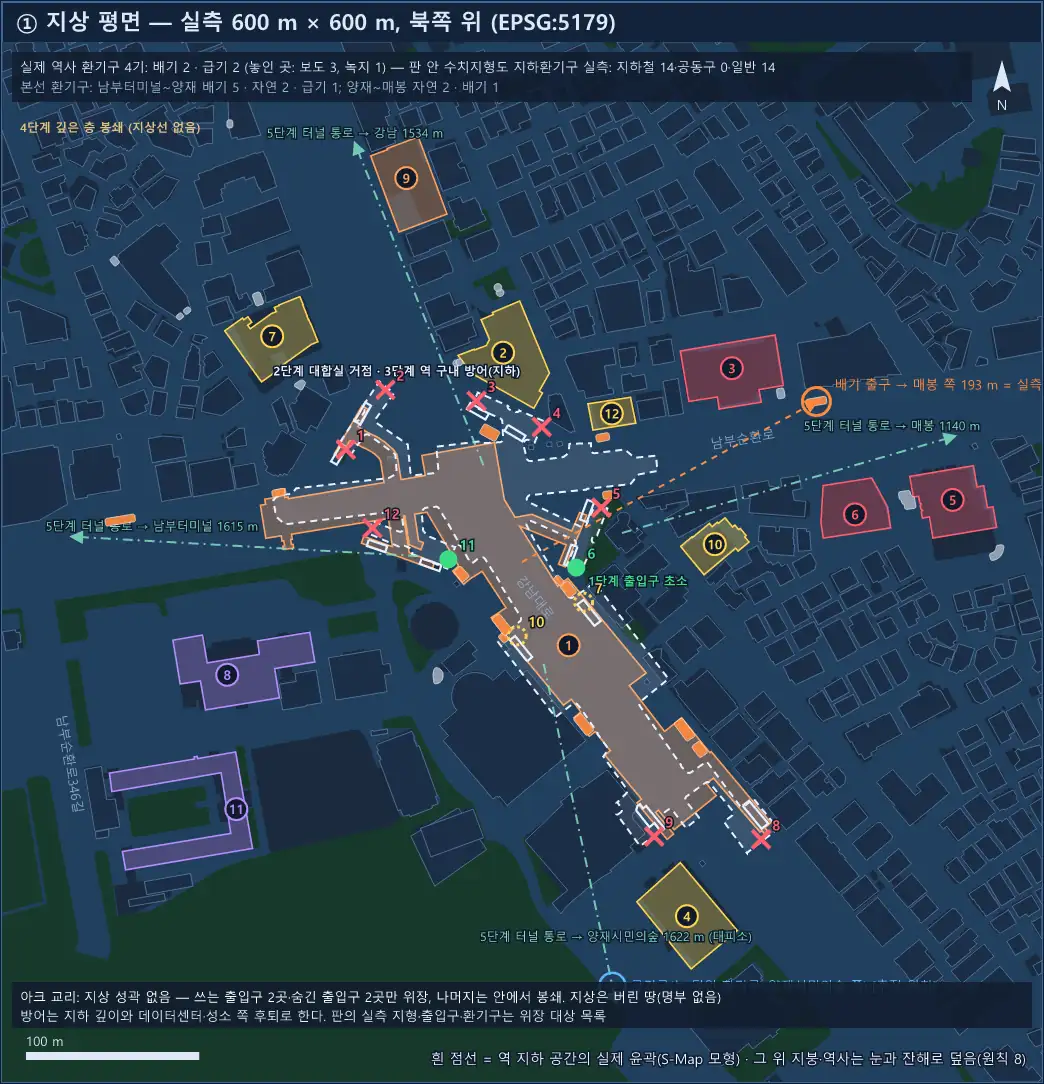 ① 지상 평면 — 실측 600 m × 600 m, 북쪽 위 (EPSG:5179)
실제 역사 환기구 4기: 배기 2 · 급기 2 (놓인 곳: 보도 3, 녹지 1) — 판 안 수치지형도 지하환기구 실측: 지하철 14·공동구 0·일반 14
본선 환기구: 남부터미널~양재 배기 5 · 자연 2 · 급기 1; 양재~매봉 자연 2 · 배기 1
N
4단계 깊은 층 봉쇄 (지상선 없음)
5단계 터널 통로 → 강남 1534 m
9
7
2
2단계 대합실 거점 · 3단계 역 구내 방어(지하)
3
배기 출구 → 매봉 쪽 193 m = 실측
2
3
4
12
5단계 터널 통로 → 매봉 1140 m
남부순환로
1
5
6
5
12
5단계 터널 통로 → 남부터미널 1615 m
11
6
10
1단계 출입구 초소
7
강남대로
10
1
8
남부순환로346길
11
9
8
4
5단계 터널 통로 → 양재시민의숲 1622 m (대피소)
아크 교리: 지상 성곽 없음 — 쓰는 출입구 2곳·숨긴 출입구 2곳만 위장, 나머지는 안에서 봉쇄. 지상은 버린 땅(명부 없음)
방어는 지하 깊이와 데이터센터·성소 쪽 후퇴로 한다. 판의 실측 지형·출입구·환기구는 위장 대상 목록
100 m
흰 점선 = 역 지하 공간의 실제 윤곽(S-Map 모형) · 그 위 지붕·역사는 눈과 잔해로 덮음(원칙 8)